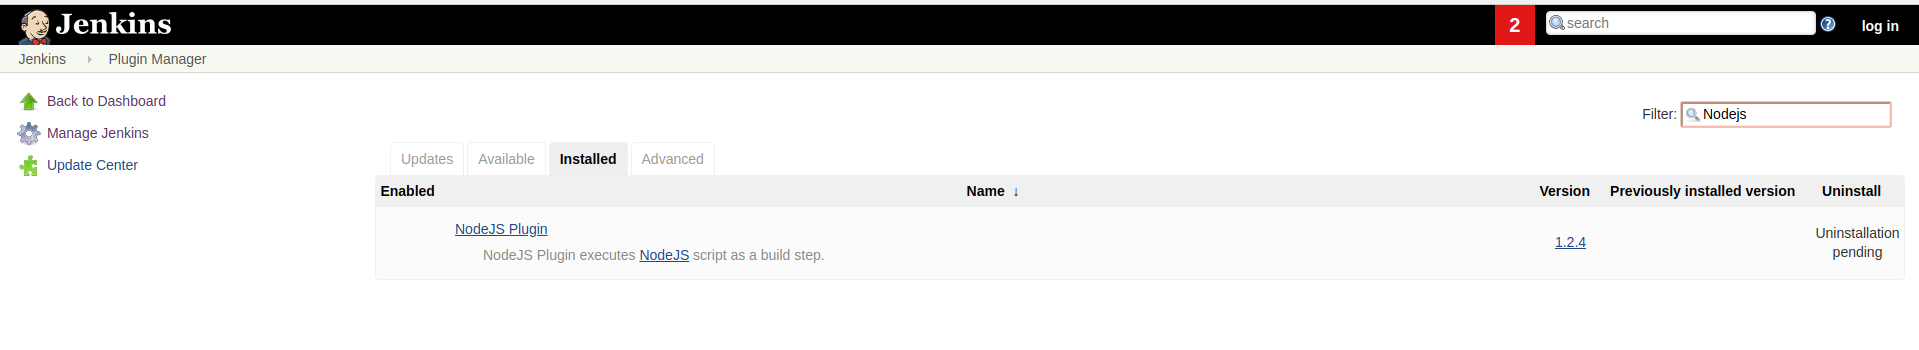 Jenkins
2
search
log in
Jenkins Plugin Manager
Back to Dashboard
Manage Jenkins
Update Center
Filter: Nodejs
Updates Available Installed Advanced
Enabled Name ↓ Version Previously installed version Uninstall
NodeJS Plugin
NodeJS Plugin executes NodeJS script as a build step.
1.2.4
Uninstallation
pending